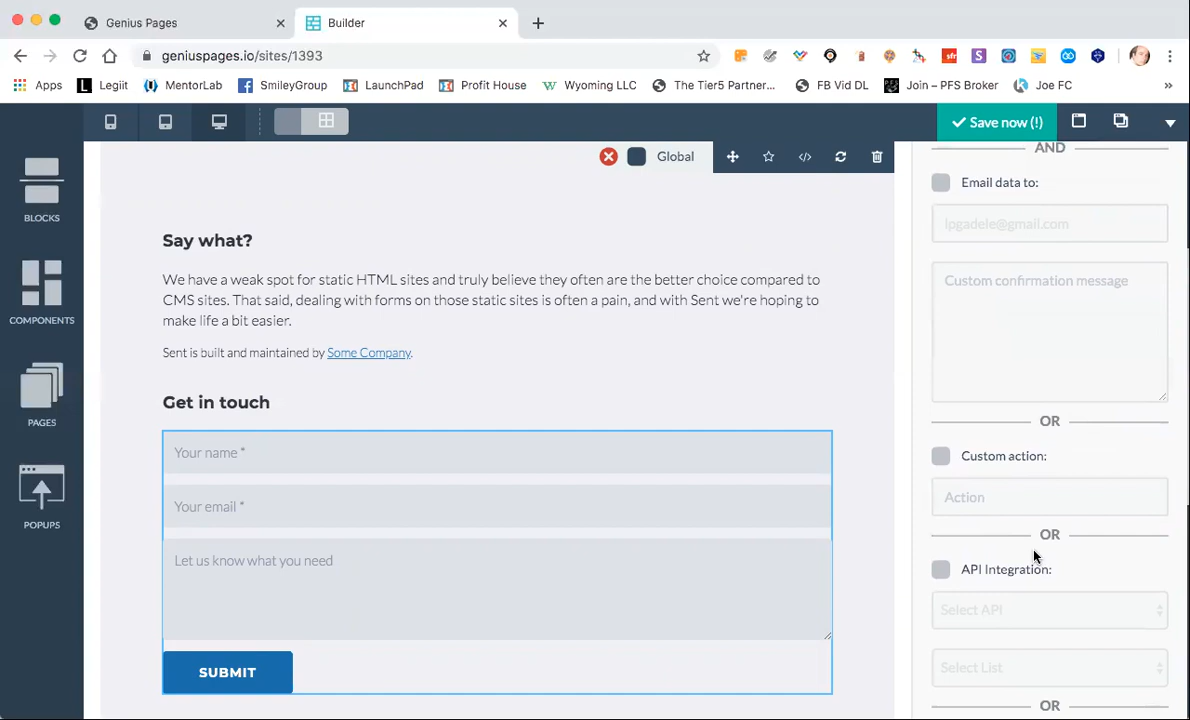 Genius Pages
Builder
geniuspages.io/sites/1393
Apps
Legiit
MentorLab
SmileyGroup
LaunchPad
Profit House
Wyoming LLC
The Tier5 Partner...
FB Vid DL
Join – PFS Broker
Joe FC
»
Save now (!)
BLOCKS
COMPONENTS
PAGES
POPUPS
Global
Say what?
We have a weak spot for static HTML sites and truly believe they often are the better choice compared to
CMS sites. That said, dealing with forms on those static sites is often a pain, and with Sent we're hoping to
make life a bit easier.
Sent is built and maintained by Some Company.
Get in touch
Your name *
Your email *
Let us know what you need
SUBMIT
AND
Email data to:
lpgadele@gmail.com
Custom confirmation message
OR
Custom action:
Action
OR
API Integration:
Select API
Select List
OR